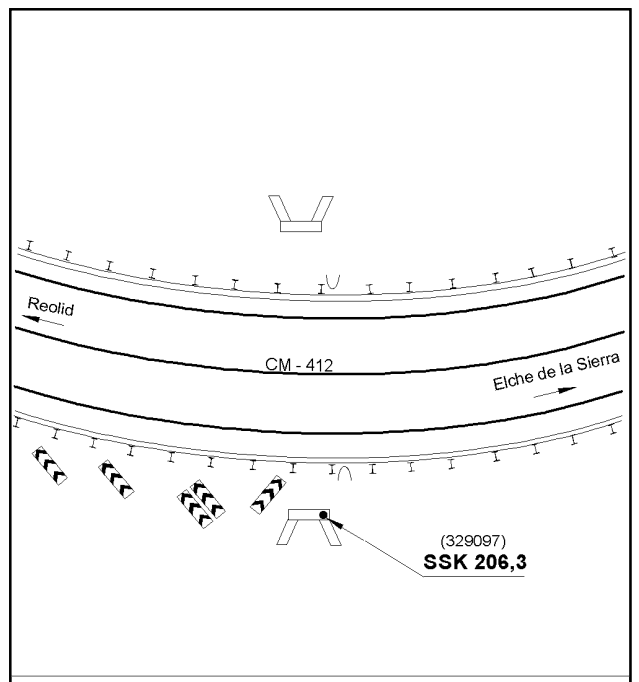 Reolid
CM - 412
Elche de la Sierra
(329097)
SSK 206,3